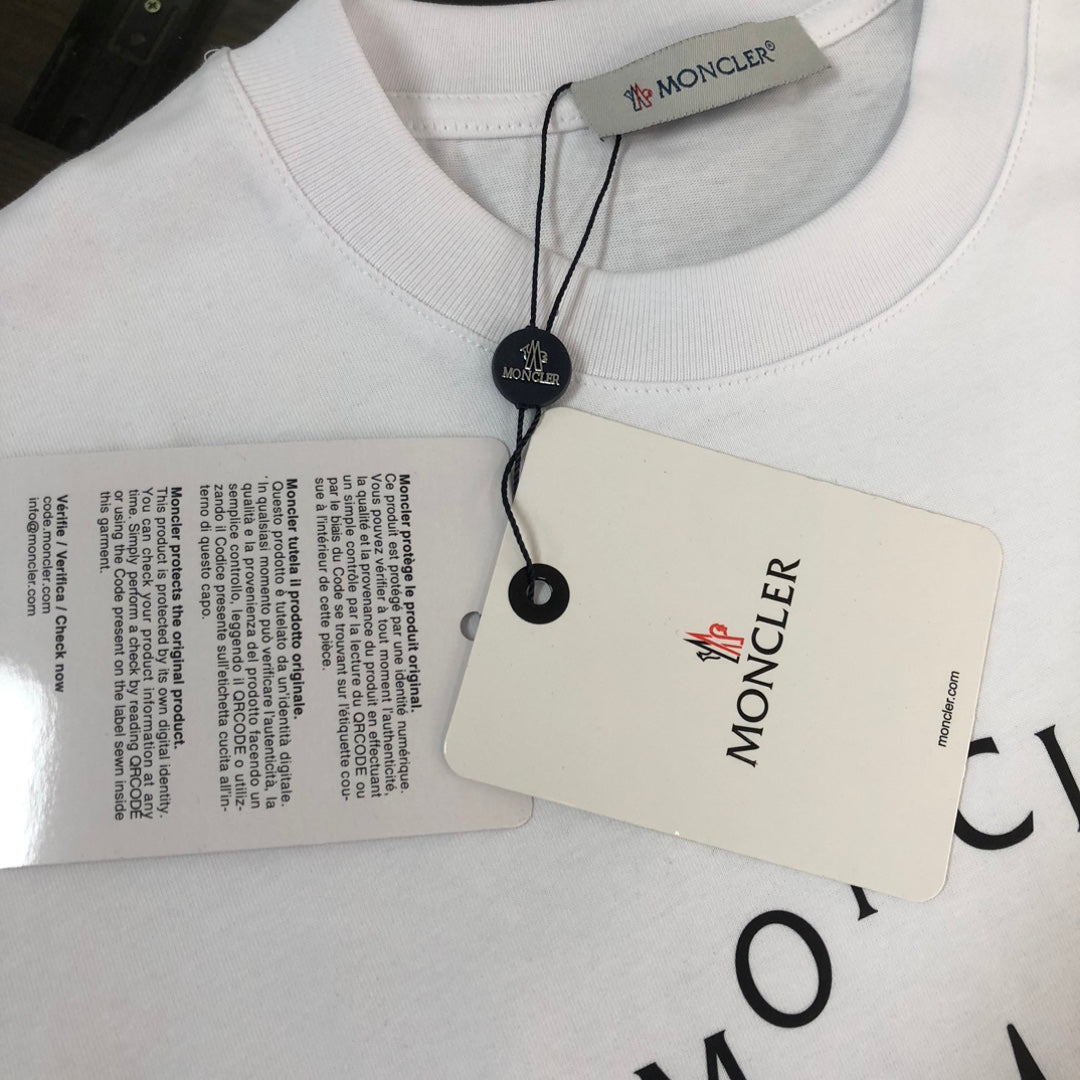 MONCLER®
MONCLER
Moncler protège le produit original.
Ce produit est protégé par une identité numérique.
Vous pouvez vérifier à tout moment l'authenticité,
la qualité et la provenance du produit en effectuant
un simple contrôle par la lecture du QRCODE ou
par le biais du Code se trouvant sur l'étiquette cou-
sue à l'intérieur de cette pièce.
Moncler tutela il prodotto originale.
Questo prodotto è tutelato da un'identità digitale.
In qualsiasi momento può verificare l'autenticità, la
qualità e la provenienza del prodotto facendo un
semplice controllo, leggendo il QRCODE o utiliz-
zando il Codice presente sull'etichetta cucita all'in-
terno di questo capo.
Moncler protects the original product.
This product is protected by its own digital identity.
You can check your product information at any
time. Simply perform a check by reading QRCODE
or using the Code present on the label sewn inside
this garment.
Vérifie / Verifica / Check now
code.moncler.com
info@moncler.com
MONCLER
moncler.com
MO CL